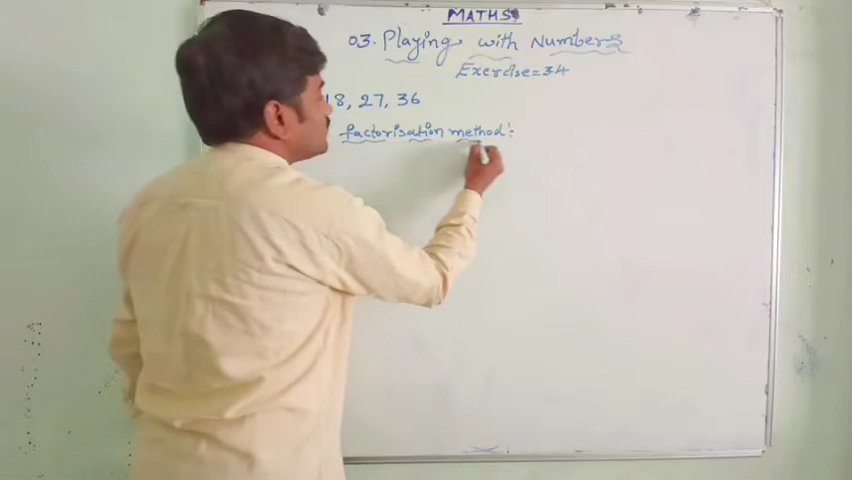 MATHS
03. Playing with Numbers
Exercise=34
18, 27, 36
factorisation method: